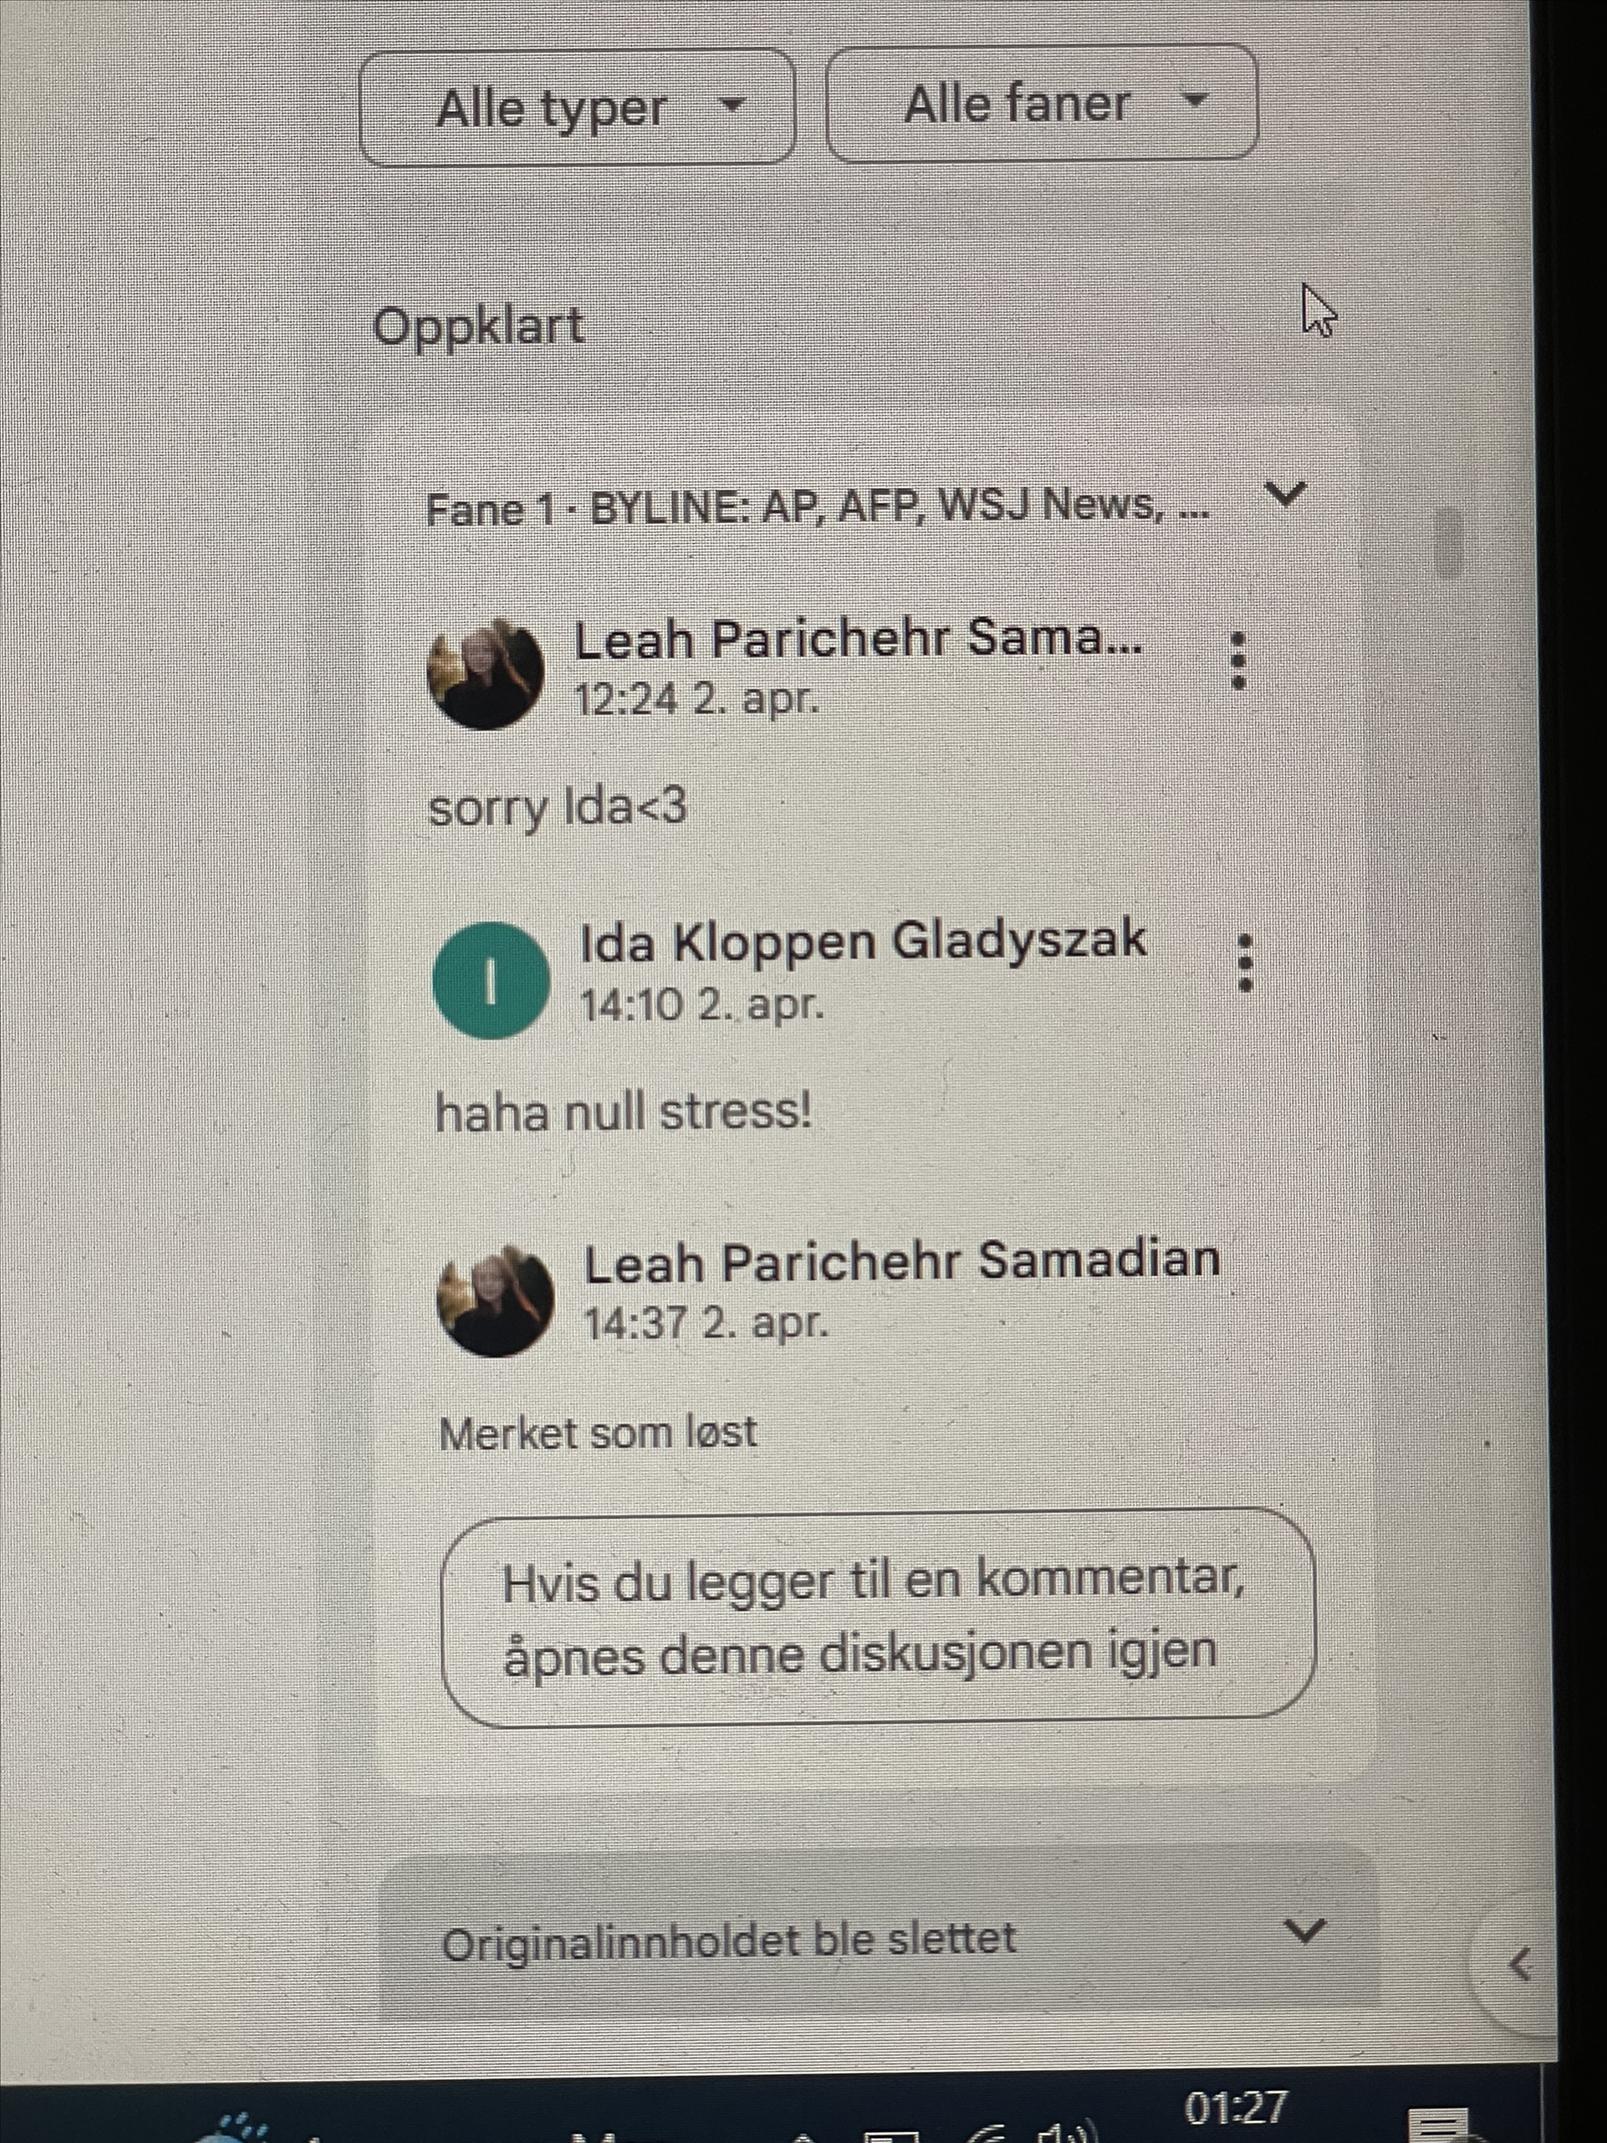 Alle typer
Alle faner
Oppklart
Fane 1 · BYLINE: AP, AFP, WSJ News, ...
Leah Parichehr Sama...
12:24 2. apr.
sorry Ida<3
I
Ida Kloppen Gladyszak
14:10 2. apr.
haha null stress!
Leah Parichehr Samadian
14:37 2. apr.
Merket som løst
Hvis du legger til en kommentar,
åpnes denne diskusjonen igjen
Originalinnholdet ble slettet
01:27